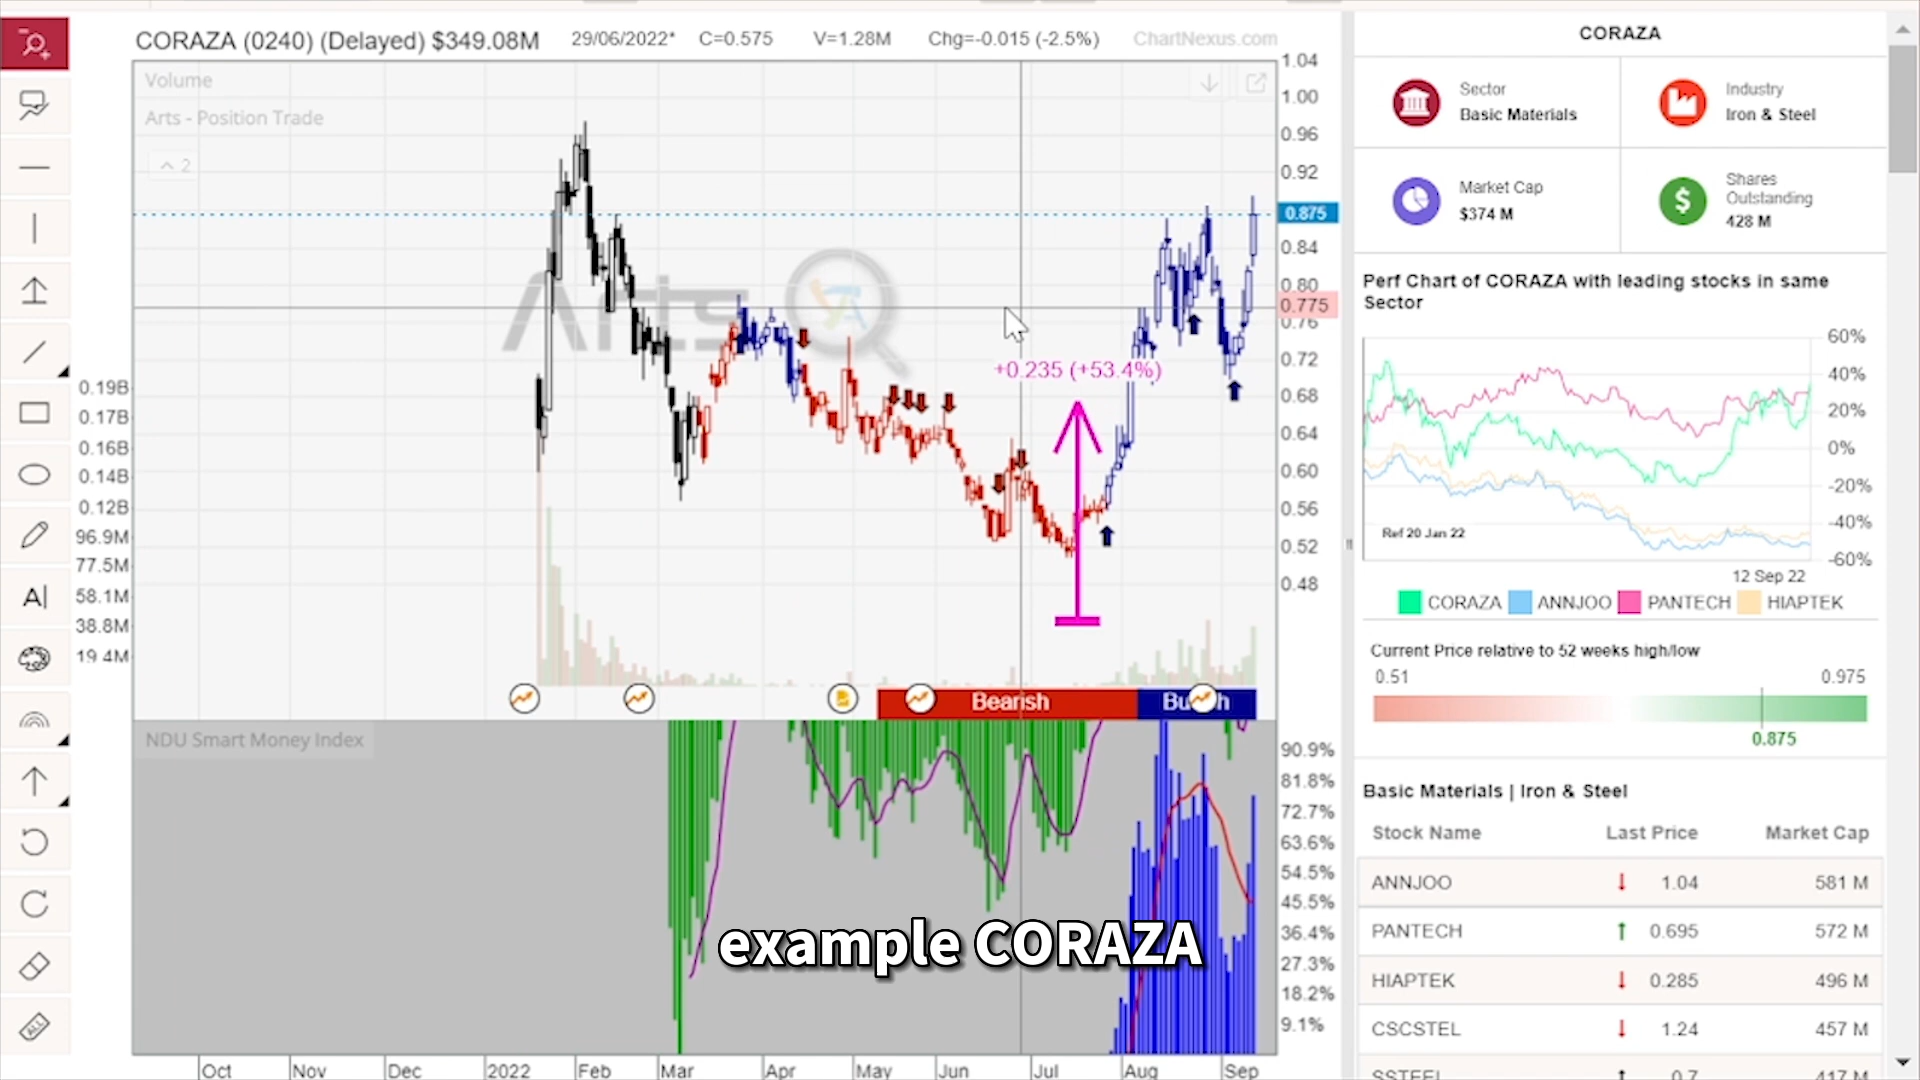 CORAZA (0240) (Delayed) $349.08M 29/06/2022* C=0.575 V=1.28M Chg=-0.015 (-2.5%) ChartNexus.com
Volume
Arts - Position Trade
2
Arts
+0.235 (+53.4%)
1.04
1.00
0.96
0.92
0.875
0.84
0.80
0.775
0.76
0.72
0.68
0.64
0.60
0.56
0.52
0.48
0.19B
0.17B
0.16B
0.14B
0.12B
96.9M
77.5M
58.1M
38.8M
19.4M
A
ALL
Bearish
NDU Smart Money Index
90.9%
81.8%
72.7%
63.6%
54.5%
45.5%
36.4%
27.3%
18.2%
9.1%
example CORAZA
Oct Nov Dec 2022 Feb Mar Apr May Jun Jul Aug Sep
CORAZA
Sector
Basic Materials
Industry
Iron & Steel
Market Cap
$374 M
Shares
Outstanding
428 M
Perf Chart of CORAZA with leading stocks in same
Sector
60%
40%
20%
0%
-20%
-40%
-60%
Ref 20 Jan 22
12 Sep 22
CORAZA ANNJOO PANTECH HIAPTEK
Current Price relative to 52 weeks high/low
0.51 0.975
0.875
Basic Materials | Iron & Steel
Stock Name Last Price Market Cap
ANNJOO 1.04 581 M
PANTECH 0.695 572 M
HIAPTEK 0.285 496 M
CSCSTEL 1.24 457 M
SSTEEL 0.7 417 M